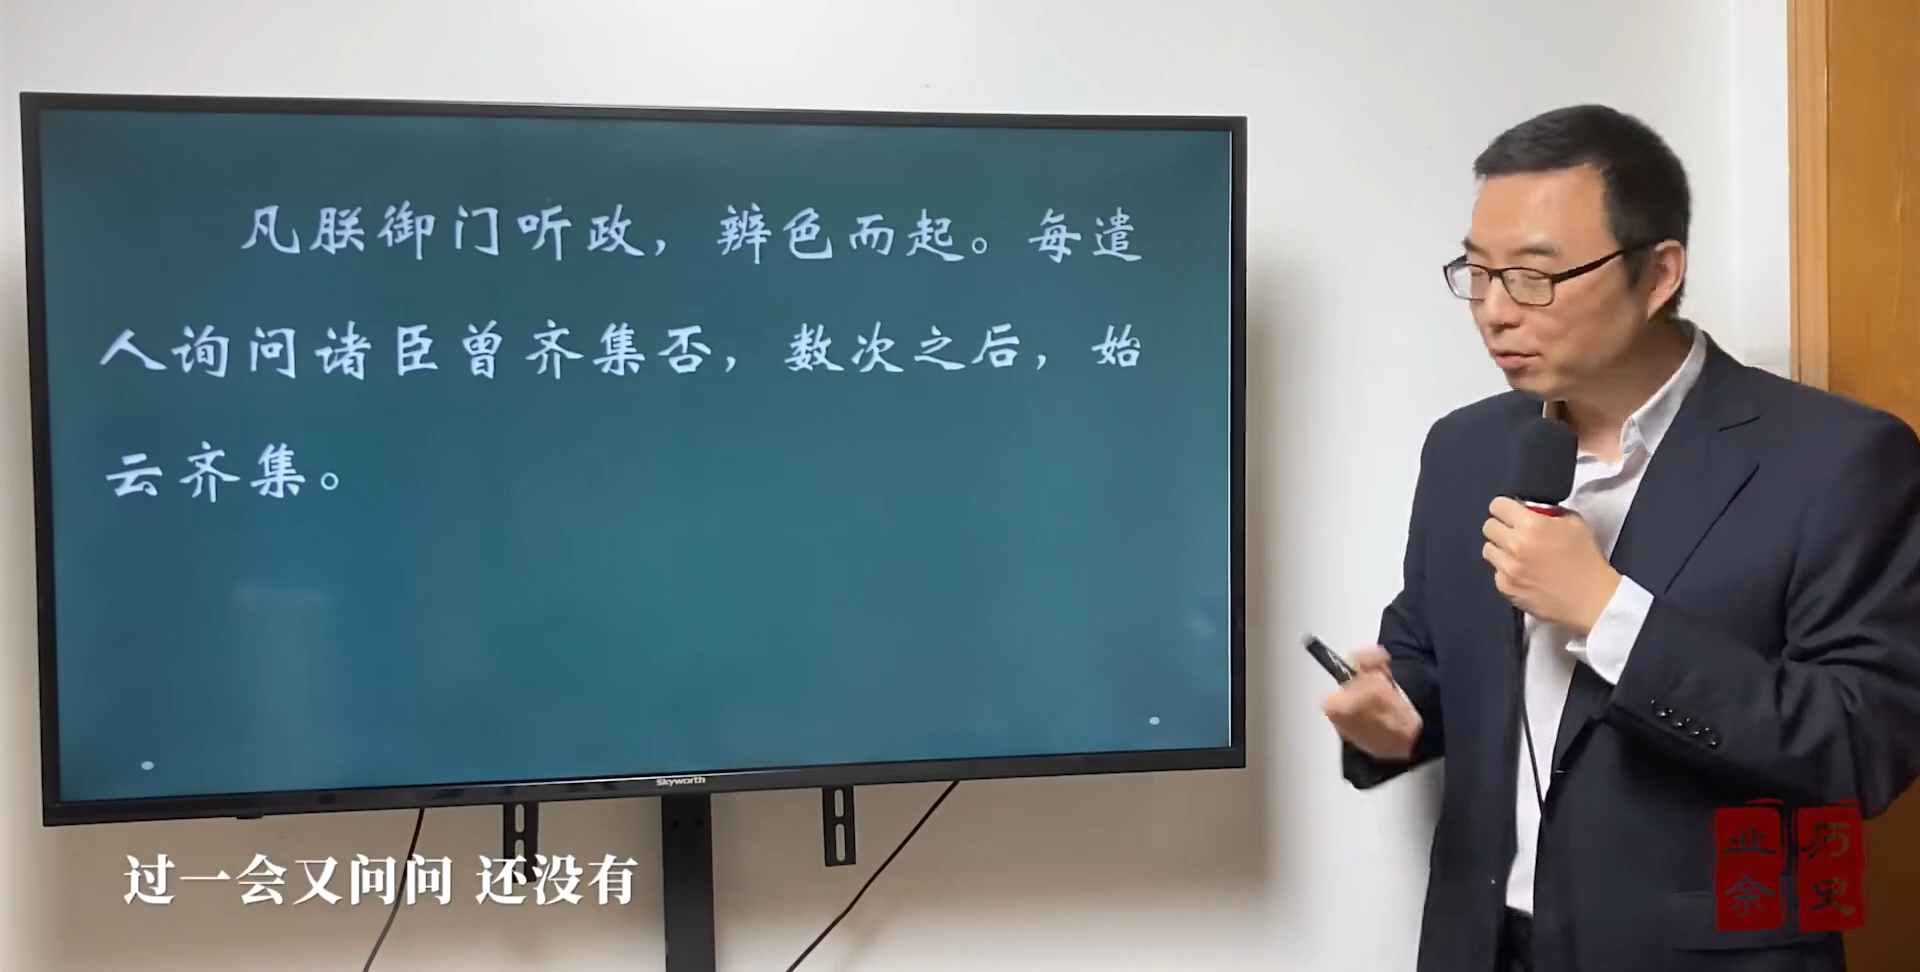 凡朕御门听政，辨色而起。每遣
人询问诸臣曾齐集否，数次之后，始
云齐集。
Skyworth
过一会又问问 还没有
历史
业余